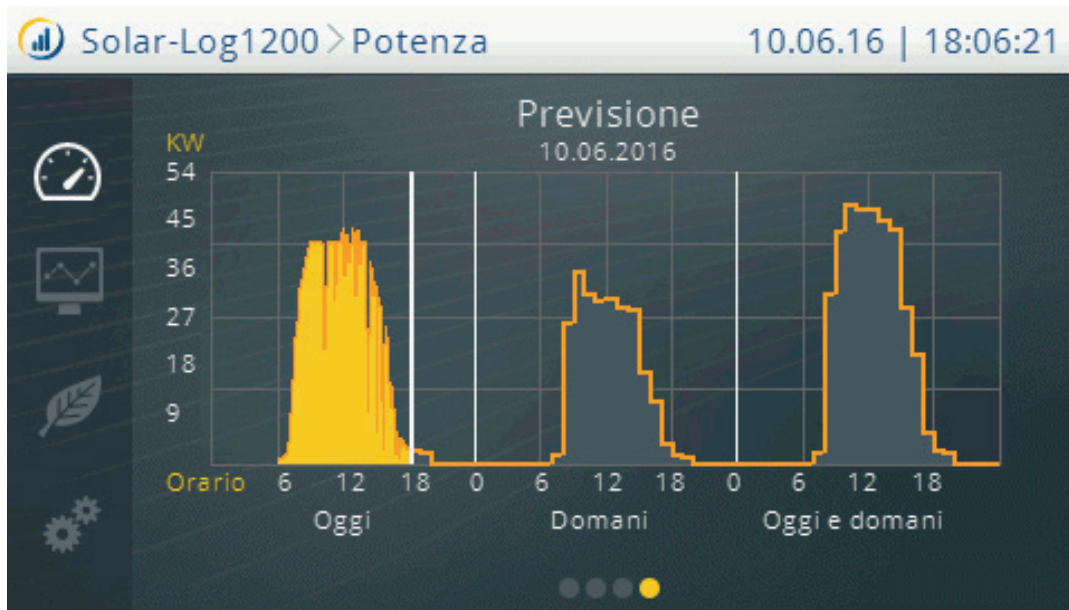 Solar-Log1200 > Potenza 10.06.16 | 18:06:21
Previsione
10.06.2016
KW
54
45
36
27
18
9
Orario 6 12 18 0 6 12 18 0 6 12 18
Oggi Domani Oggi e domani